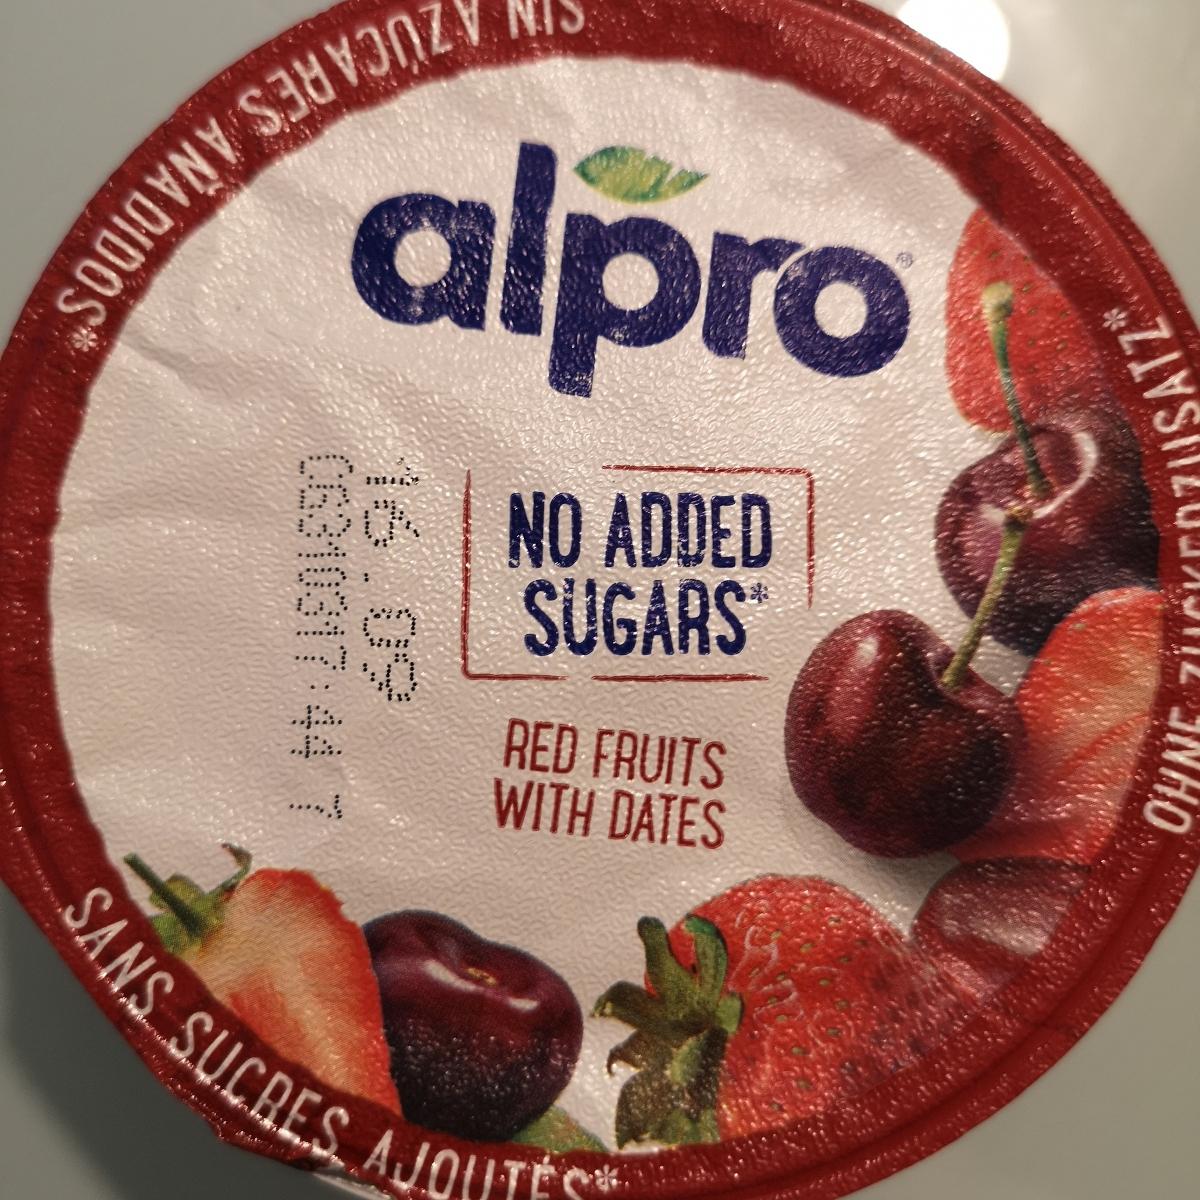 SIN AZÚCARES AÑADIDOS*
alpro®
NO ADDED
SUGARS*
RED FRUITS
WITH DATES
OHNE ZUCKERZUSATZ*
SANS SUCRES AJOUTÉS*